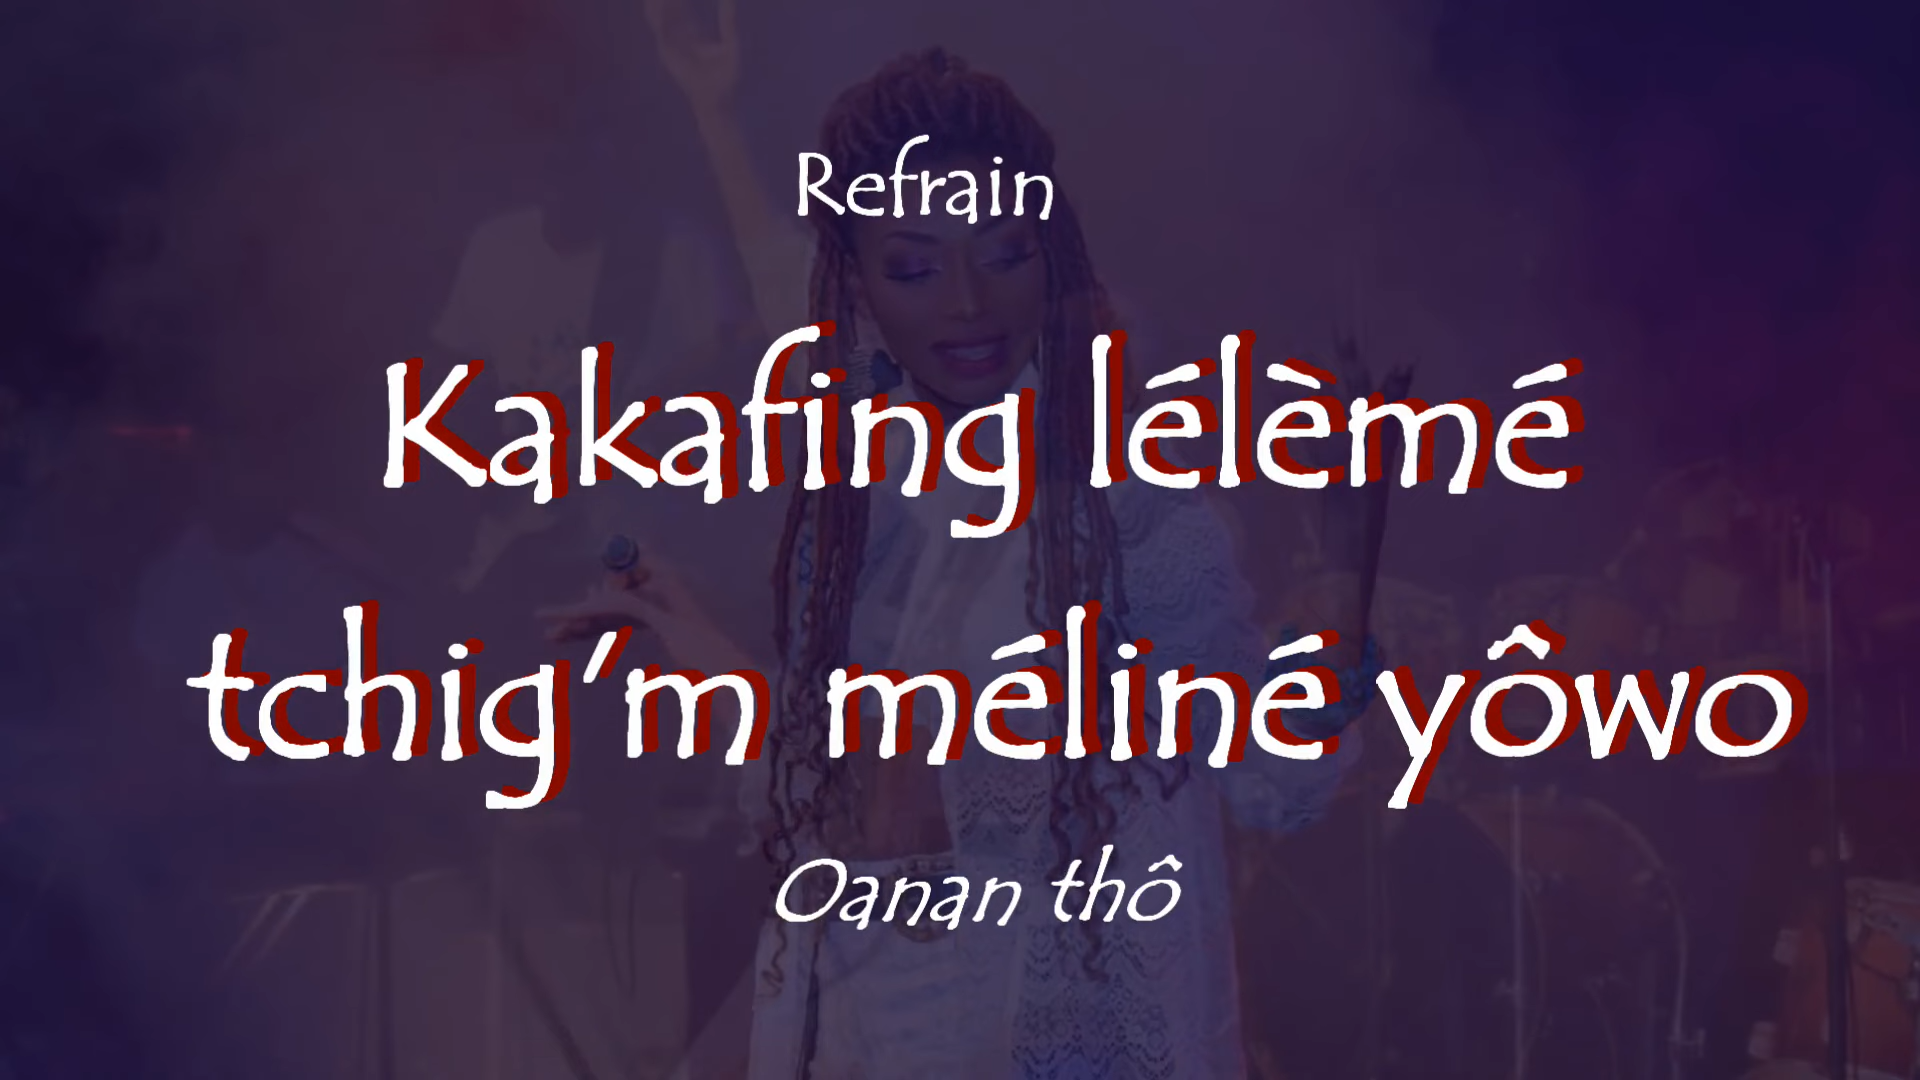 Refrain
Kakafing lélèmé
tchig'm méliné yôwo
Oanan thô